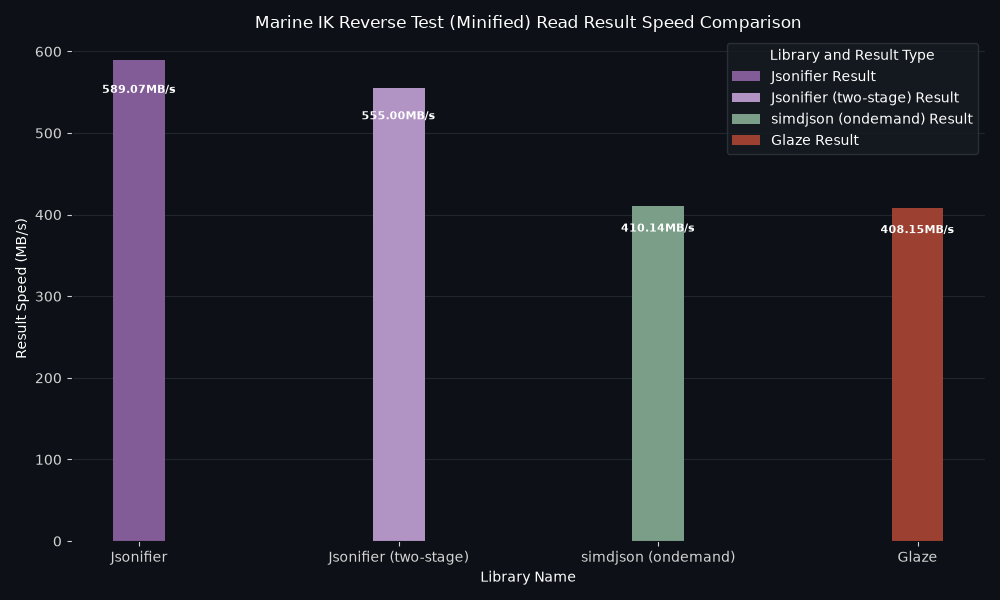 Marine IK Reverse Test (Minified) Read Result Speed Comparison
Library and Result Type
Jsonifier Result
Jsonifier (two-stage) Result
simdjson (ondemand) Result
Glaze Result
589.07MB/s
555.00MB/s
410.14MB/s
408.15MB/s
Result Speed (MB/s)
600
500
400
300
200
100
0
Jsonifier
Jsonifier (two-stage)
simdjson (ondemand)
Glaze
Library Name